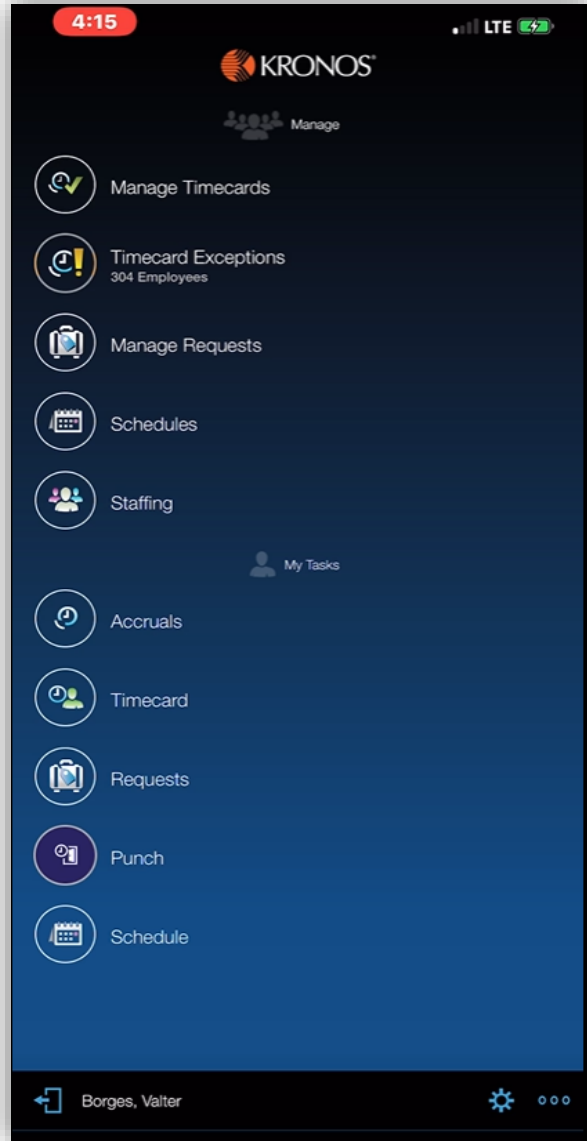 4:15
LTE
KRONOS®
Manage
Manage Timecards
Timecard Exceptions
304 Employees
Manage Requests
Schedules
Staffing
My Tasks
Accruals
Timecard
Requests
Punch
Schedule
Borges, Valter